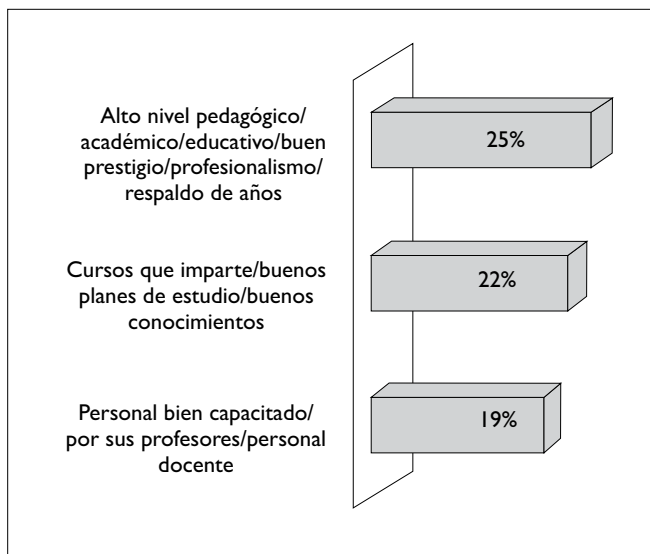 Alto nivel pedagógico/
académico/educativo/buen
prestigio/profesionalismo/
respaldo de años
25%
Cursos que imparte/buenos
planes de estudio/buenos
conocimientos
22%
Personal bien capacitado/
por sus profesores/personal
docente
19%